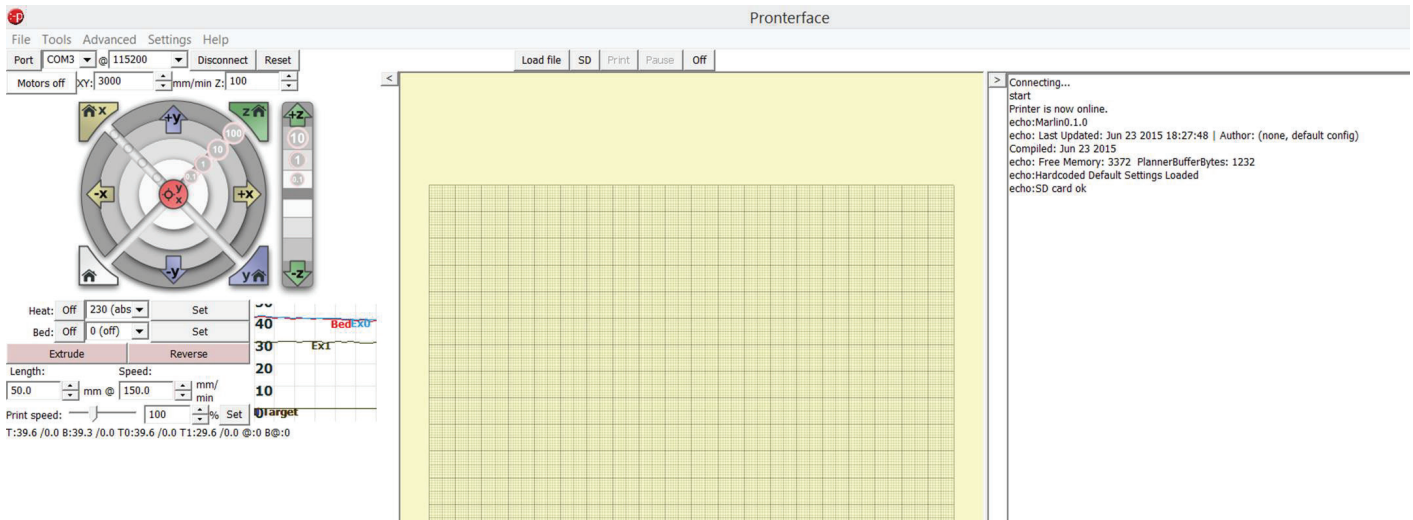 Pronterface
File Tools Advanced Settings Help
Port COM3 @ 115200 Disconnect Reset Load file SD Print Pause Off
Motors off XY: 3000 mm/min Z: 100
< >
x +y z +z
100 10
10 1
1 0.1
0.1
-x y x +x
-y y -z
Heat: Off 230 (abs Set
Bed: Off 0 (off) Set
Extrude Reverse
Length: Speed:
50.0 mm @ 150.0 mm/min
Print speed: 100 % Set
T:39.6 /0.0 B:39.3 /0.0 T0:39.6 /0.0 T1:29.6 /0.0 @:0 B@:0
40 Bed Ex0
30 Ex1
20
10
0 Target
Connecting...
start
Printer is now online.
echo:Marlin0.1.0
echo: Last Updated: Jun 23 2015 18:27:48 | Author: (none, default config)
Compiled: Jun 23 2015
echo: Free Memory: 3372 PlannerBufferBytes: 1232
echo:Hardcoded Default Settings Loaded
echo:SD card ok